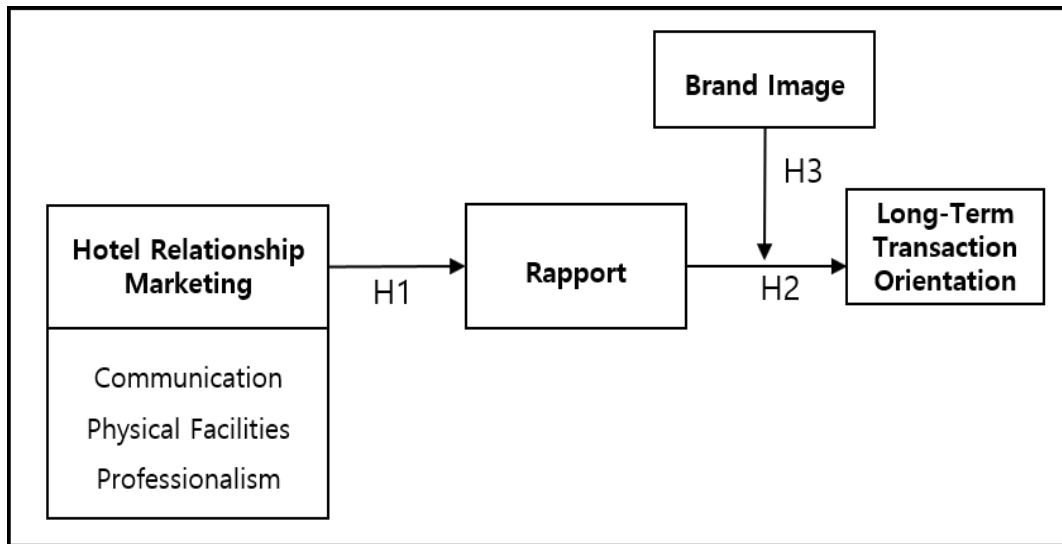 Brand Image
H3
Hotel Relationship
Marketing
H1
Rapport
H2
Long-Term
Transaction
Orientation
Communication
Physical Facilities
Professionalism